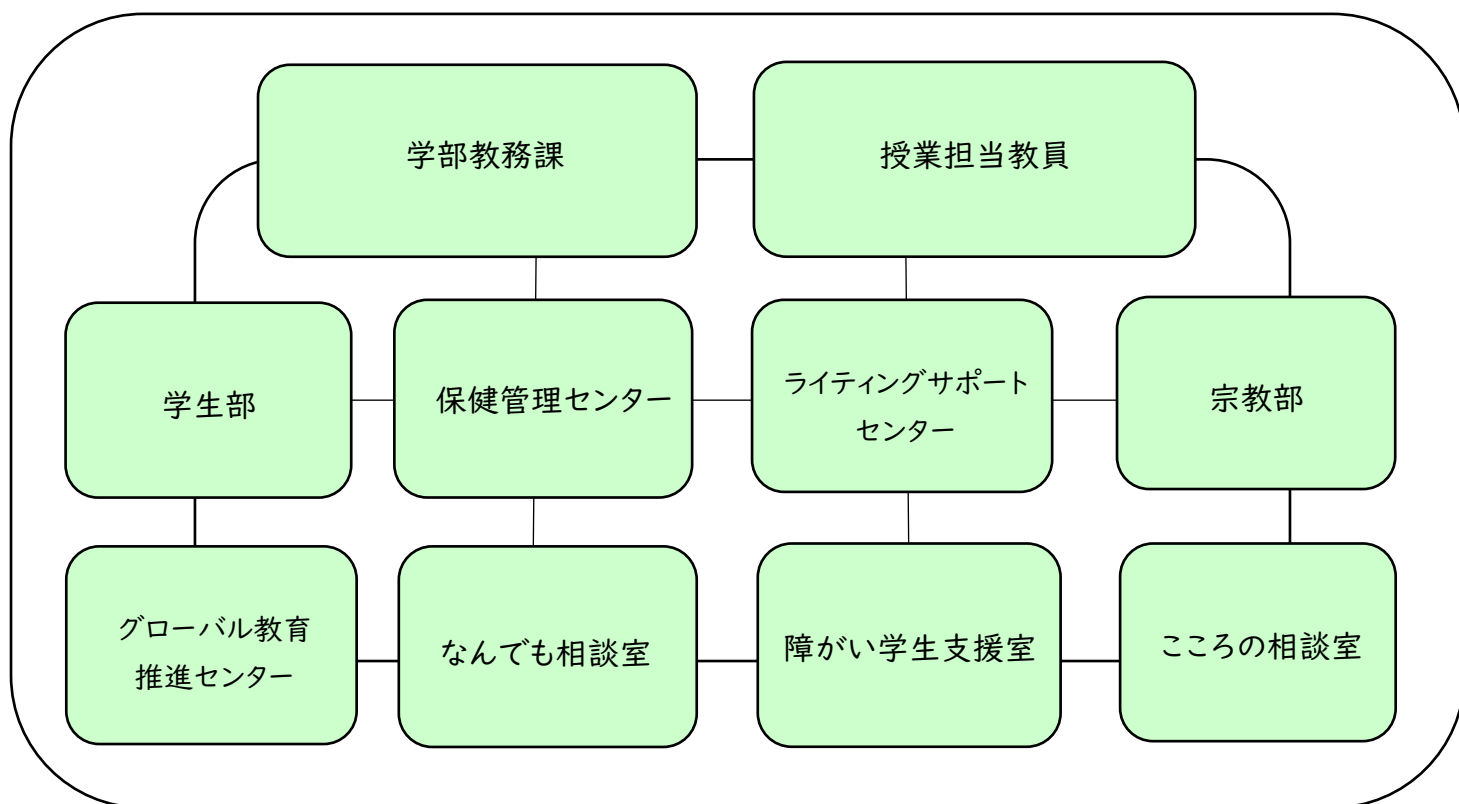 学部教務課
授業担当教員
学生部
保健管理センター
ライティングサポート
センター
宗教部
グローバル教育
推進センター
なんでも相談室
障がい学生支援室
こころの相談室